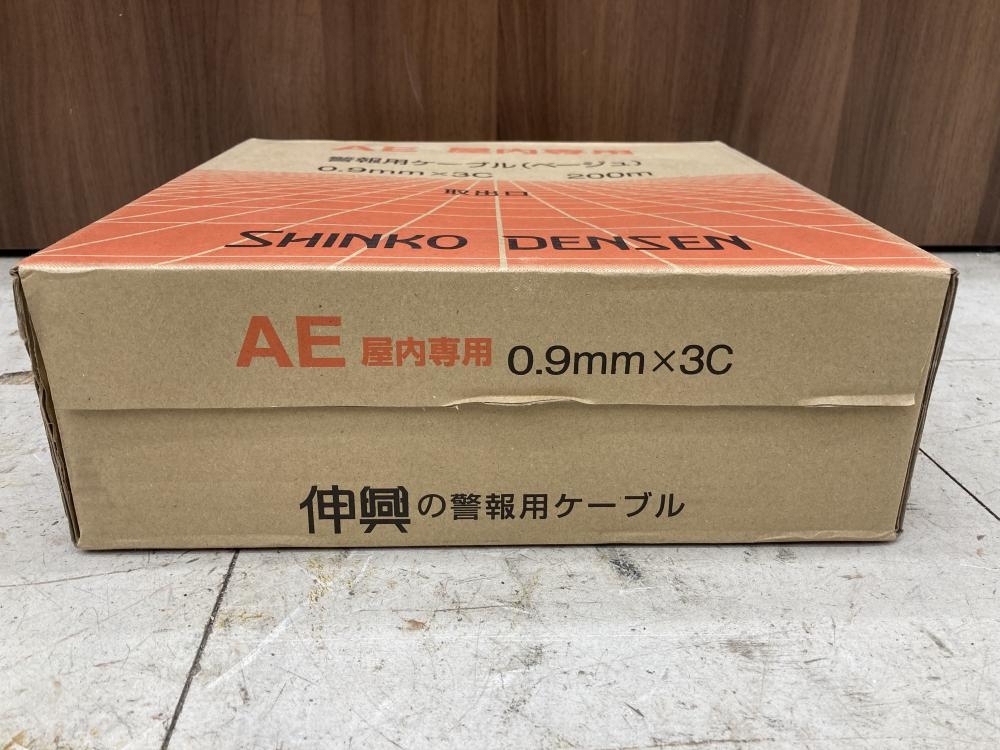 AE 屋内専用
警報用ケーブル(ベージュ)
0.9mm×3C 200m
取出口
SHINKO DENSEN
AE 屋内専用 0.9mm×3C
伸興の警報用ケーブル